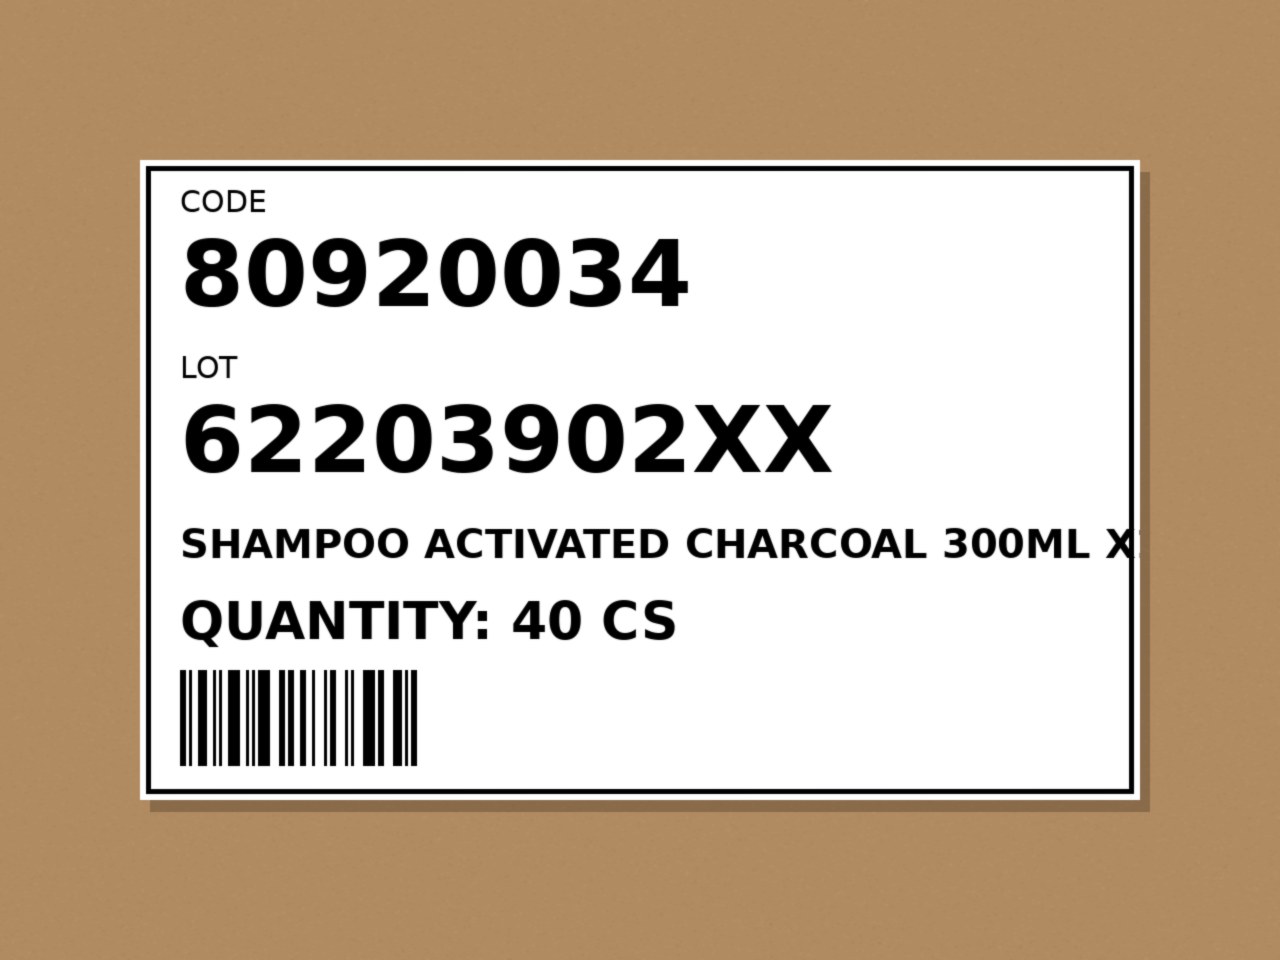 CODE
80920034
LOT
62203902XX
SHAMPOO ACTIVATED CHARCOAL 300ML
QUANTITY: 40 CS